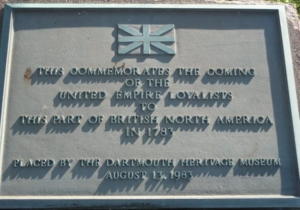 THIS COMMEMORATES THE COMING
OF THE
UNITED EMPIRE LOYALISTS
TO
THIS PART OF BRITISH NORTH AMERICA
IN 1783
PLACED BY THE DARTMOUTH HERITAGE MUSEUM
AUGUST 13, 1983